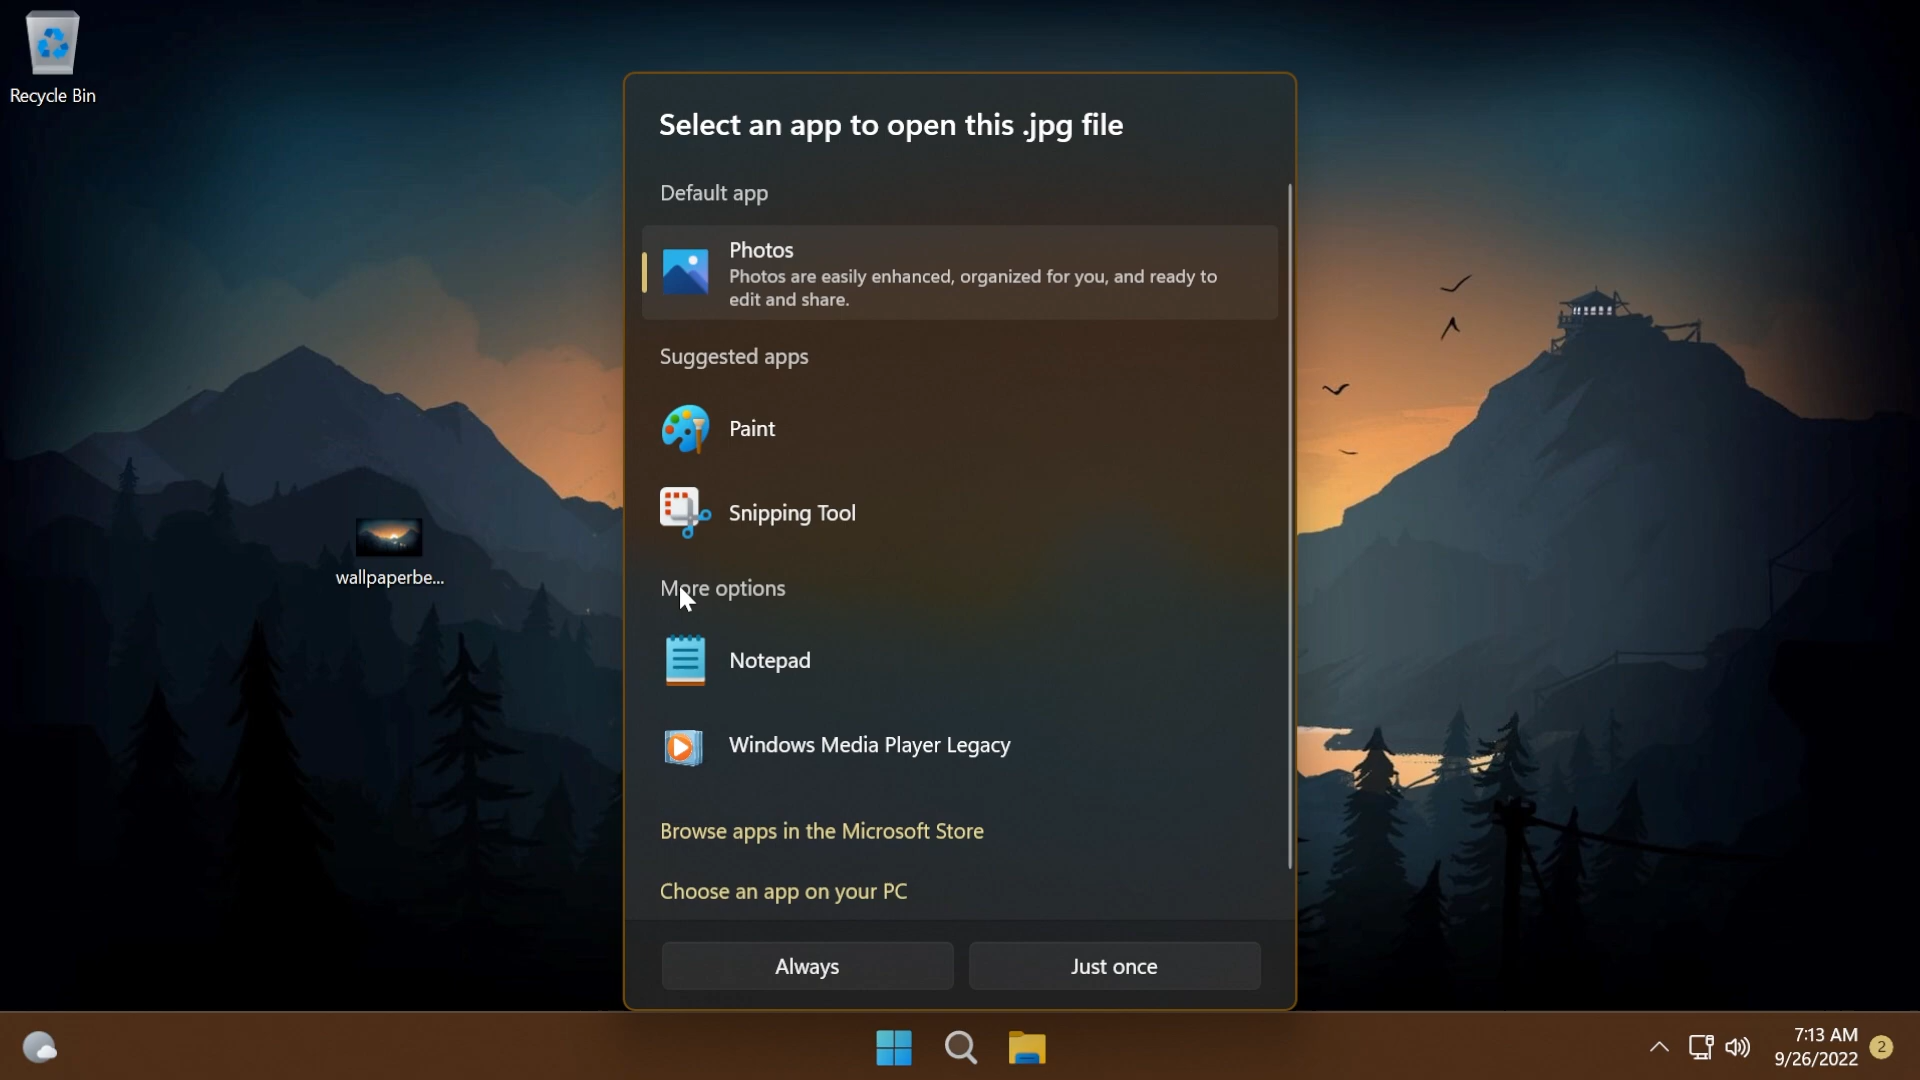 Recycle Bin
Select an app to open this .jpg file
Default app
Photos
Photos are easily enhanced, organized for you, and ready to
edit and share.
Suggested apps
Paint
Snipping Tool
wallpaperbe...
More options
Notepad
Windows Media Player Legacy
Browse apps in the Microsoft Store
Choose an app on your PC
Always
Just once
7:13 AM
9/26/2022
2